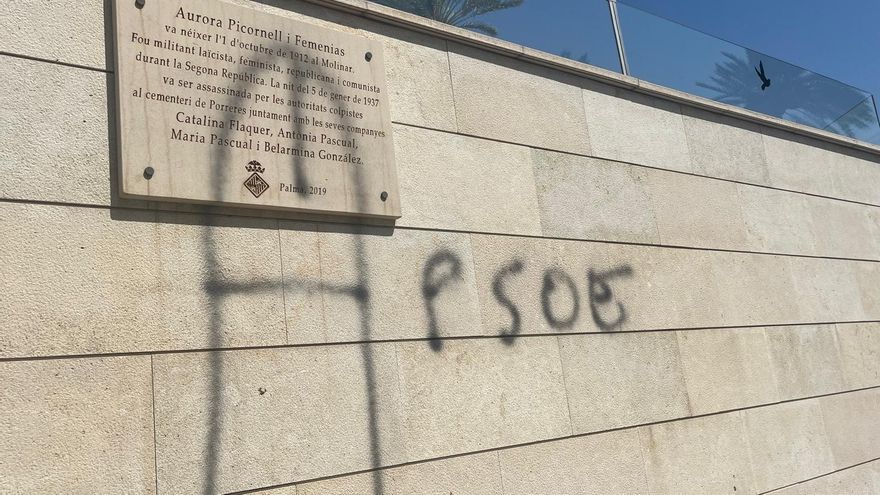 Aurora Picornell i Femenias
va néixer l'1 d'octubre de 1912 al Molinar.
Fou militant laïcista, feminista, republicana i comunista
durant la Segona República. La nit del 5 de gener de 1937
va ser assassinada per les autoritats colpistes
al cementeri de Porreres juntament amb les seves companyes
Catalina Flaquer, Antònia Pascual,
Maria Pascual i Belarmina González.
Palma, 2019
PSOE